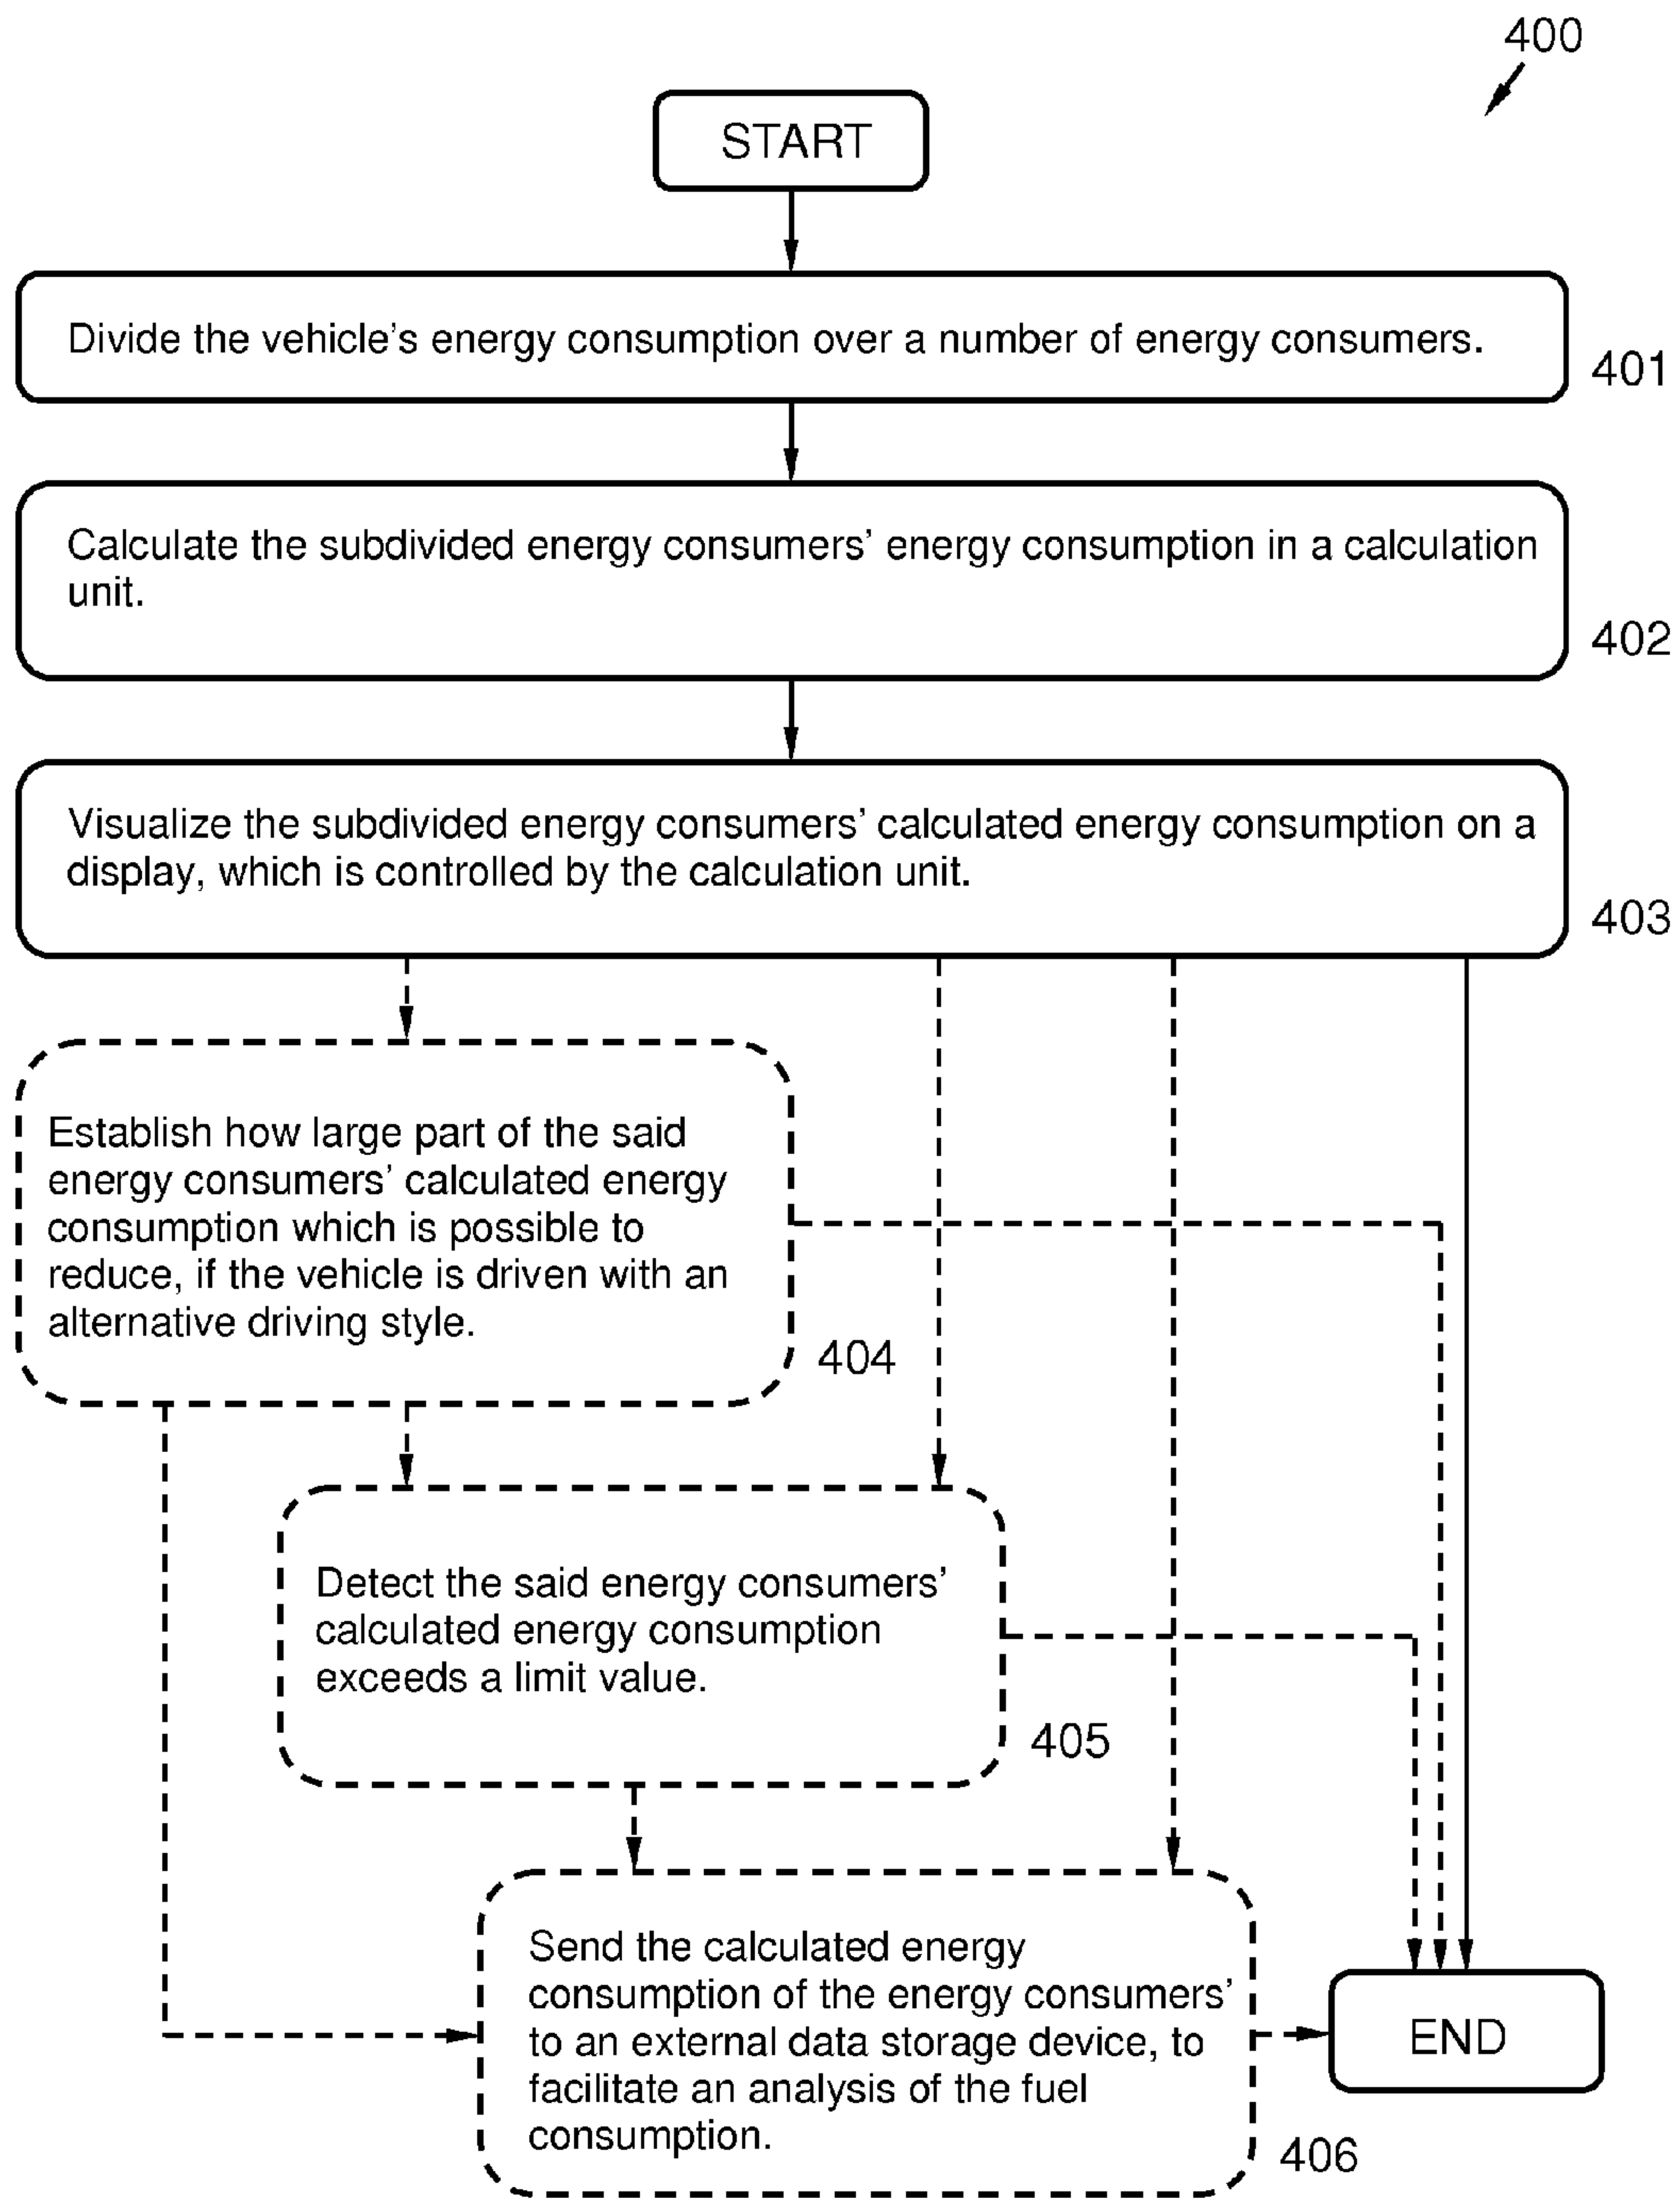 400
START
Divide the vehicle’s energy consumption over a number of energy consumers.
401
Calculate the subdivided energy consumers’ energy consumption in a calculation
unit.
402
Visualize the subdivided energy consumers’ calculated energy consumption on a
display, which is controlled by the calculation unit.
403
Establish how large part of the said
energy consumers’ calculated energy
consumption which is possible to
reduce, if the vehicle is driven with an
alternative driving style.
404
Detect the said energy consumers’
calculated energy consumption
exceeds a limit value.
405
Send the calculated energy
consumption of the energy consumers’
to an external data storage device, to
facilitate an analysis of the fuel
consumption.
406
END